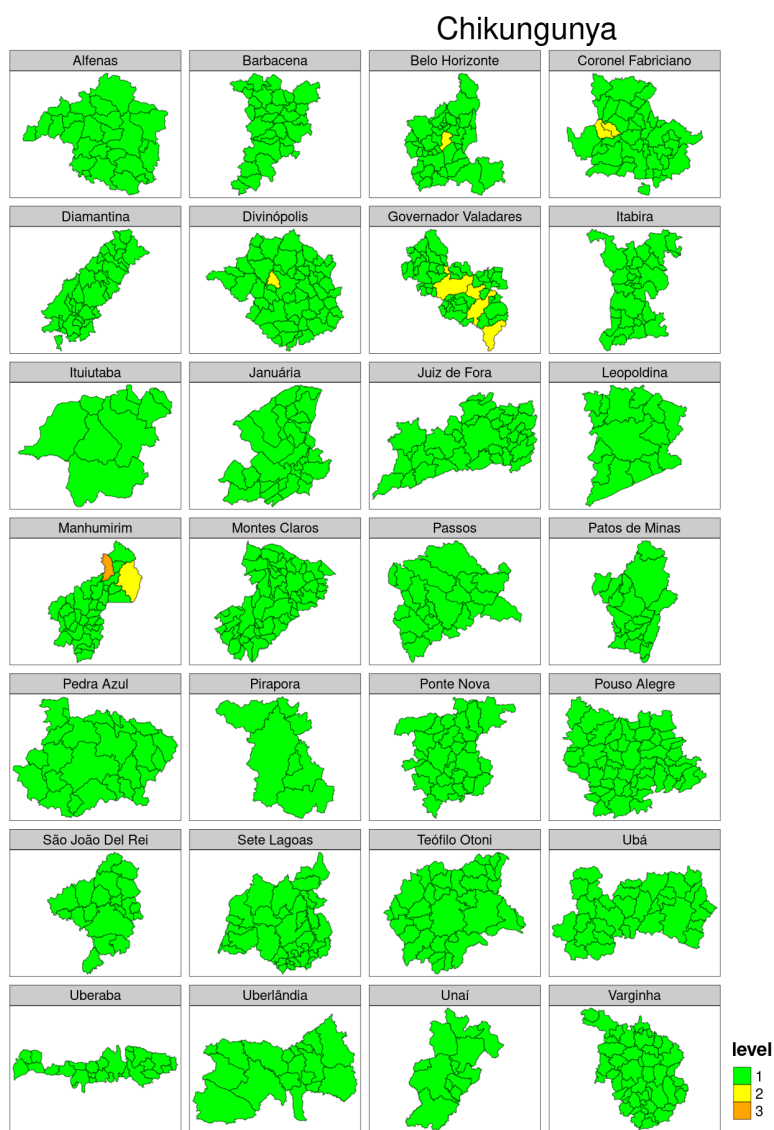 Chikungunya
Alfenas
Barbacena
Belo Horizonte
Coronel Fabriciano
Diamantina
Divinópolis
Governador Valadares
Itabira
Ituiutaba
Januária
Juiz de Fora
Leopoldina
Manhumirim
Montes Claros
Passos
Patos de Minas
Pedra Azul
Pirapora
Ponte Nova
Pouso Alegre
São João Del Rei
Sete Lagoas
Teófilo Otoni
Ubá
Uberaba
Uberlândia
Unaí
Varginha
level
1
2
3